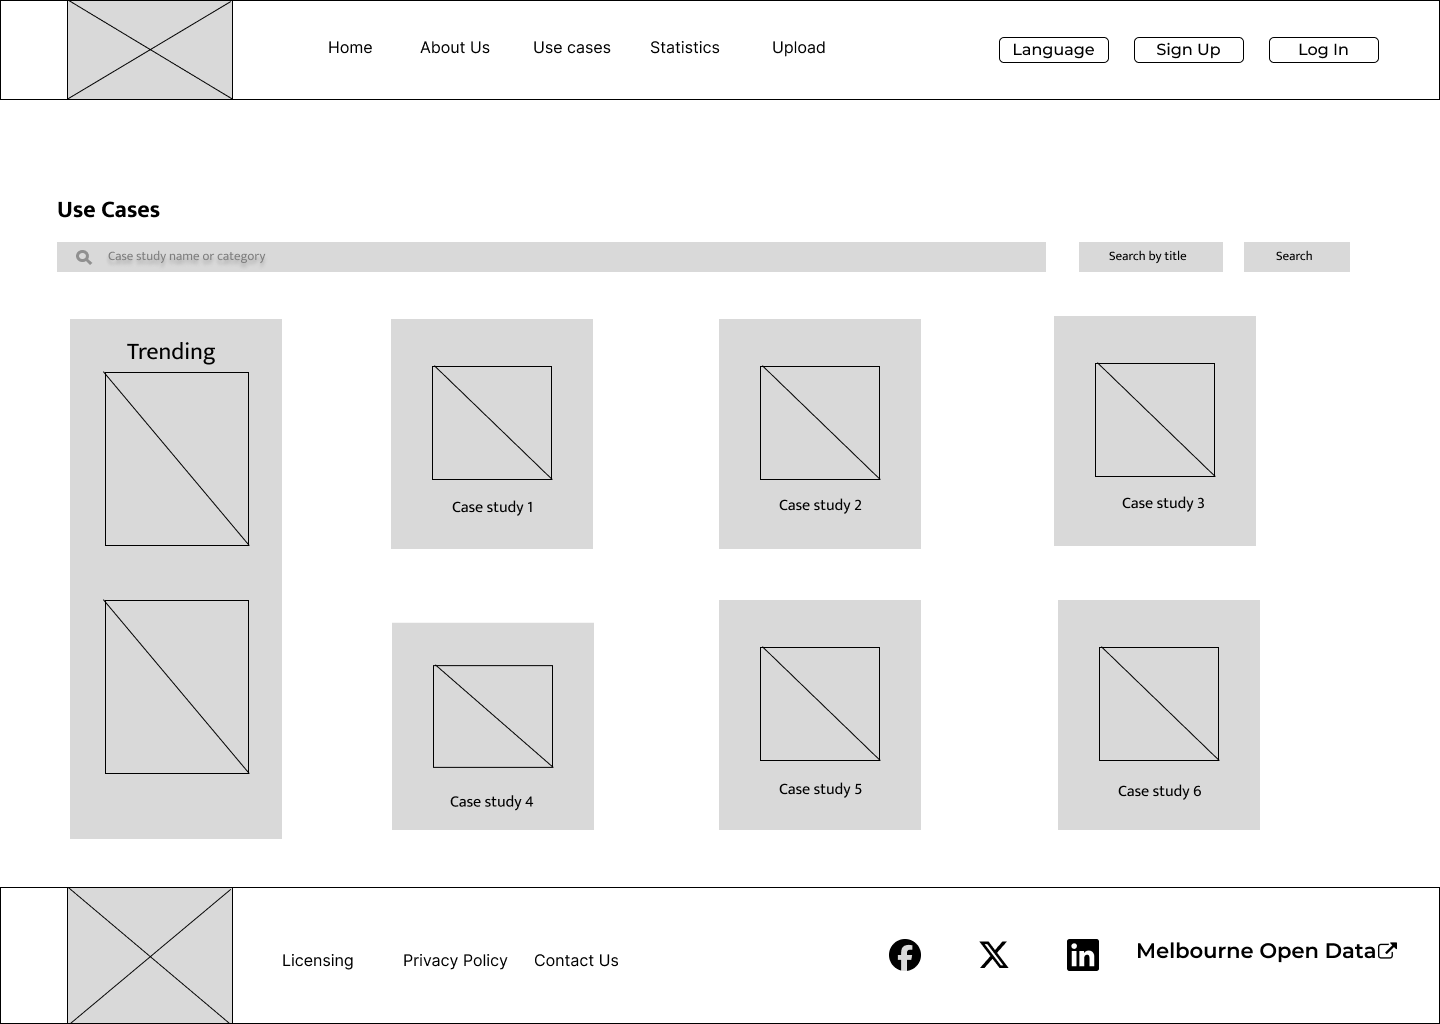 Home About Us Use cases Statistics Upload Language Sign Up Log In
Use Cases
Case study name or category Search by title Search
Trending
Case study 1 Case study 2 Case study 3
Case study 4 Case study 5 Case study 6
Licensing Privacy Policy Contact Us Melbourne Open Data